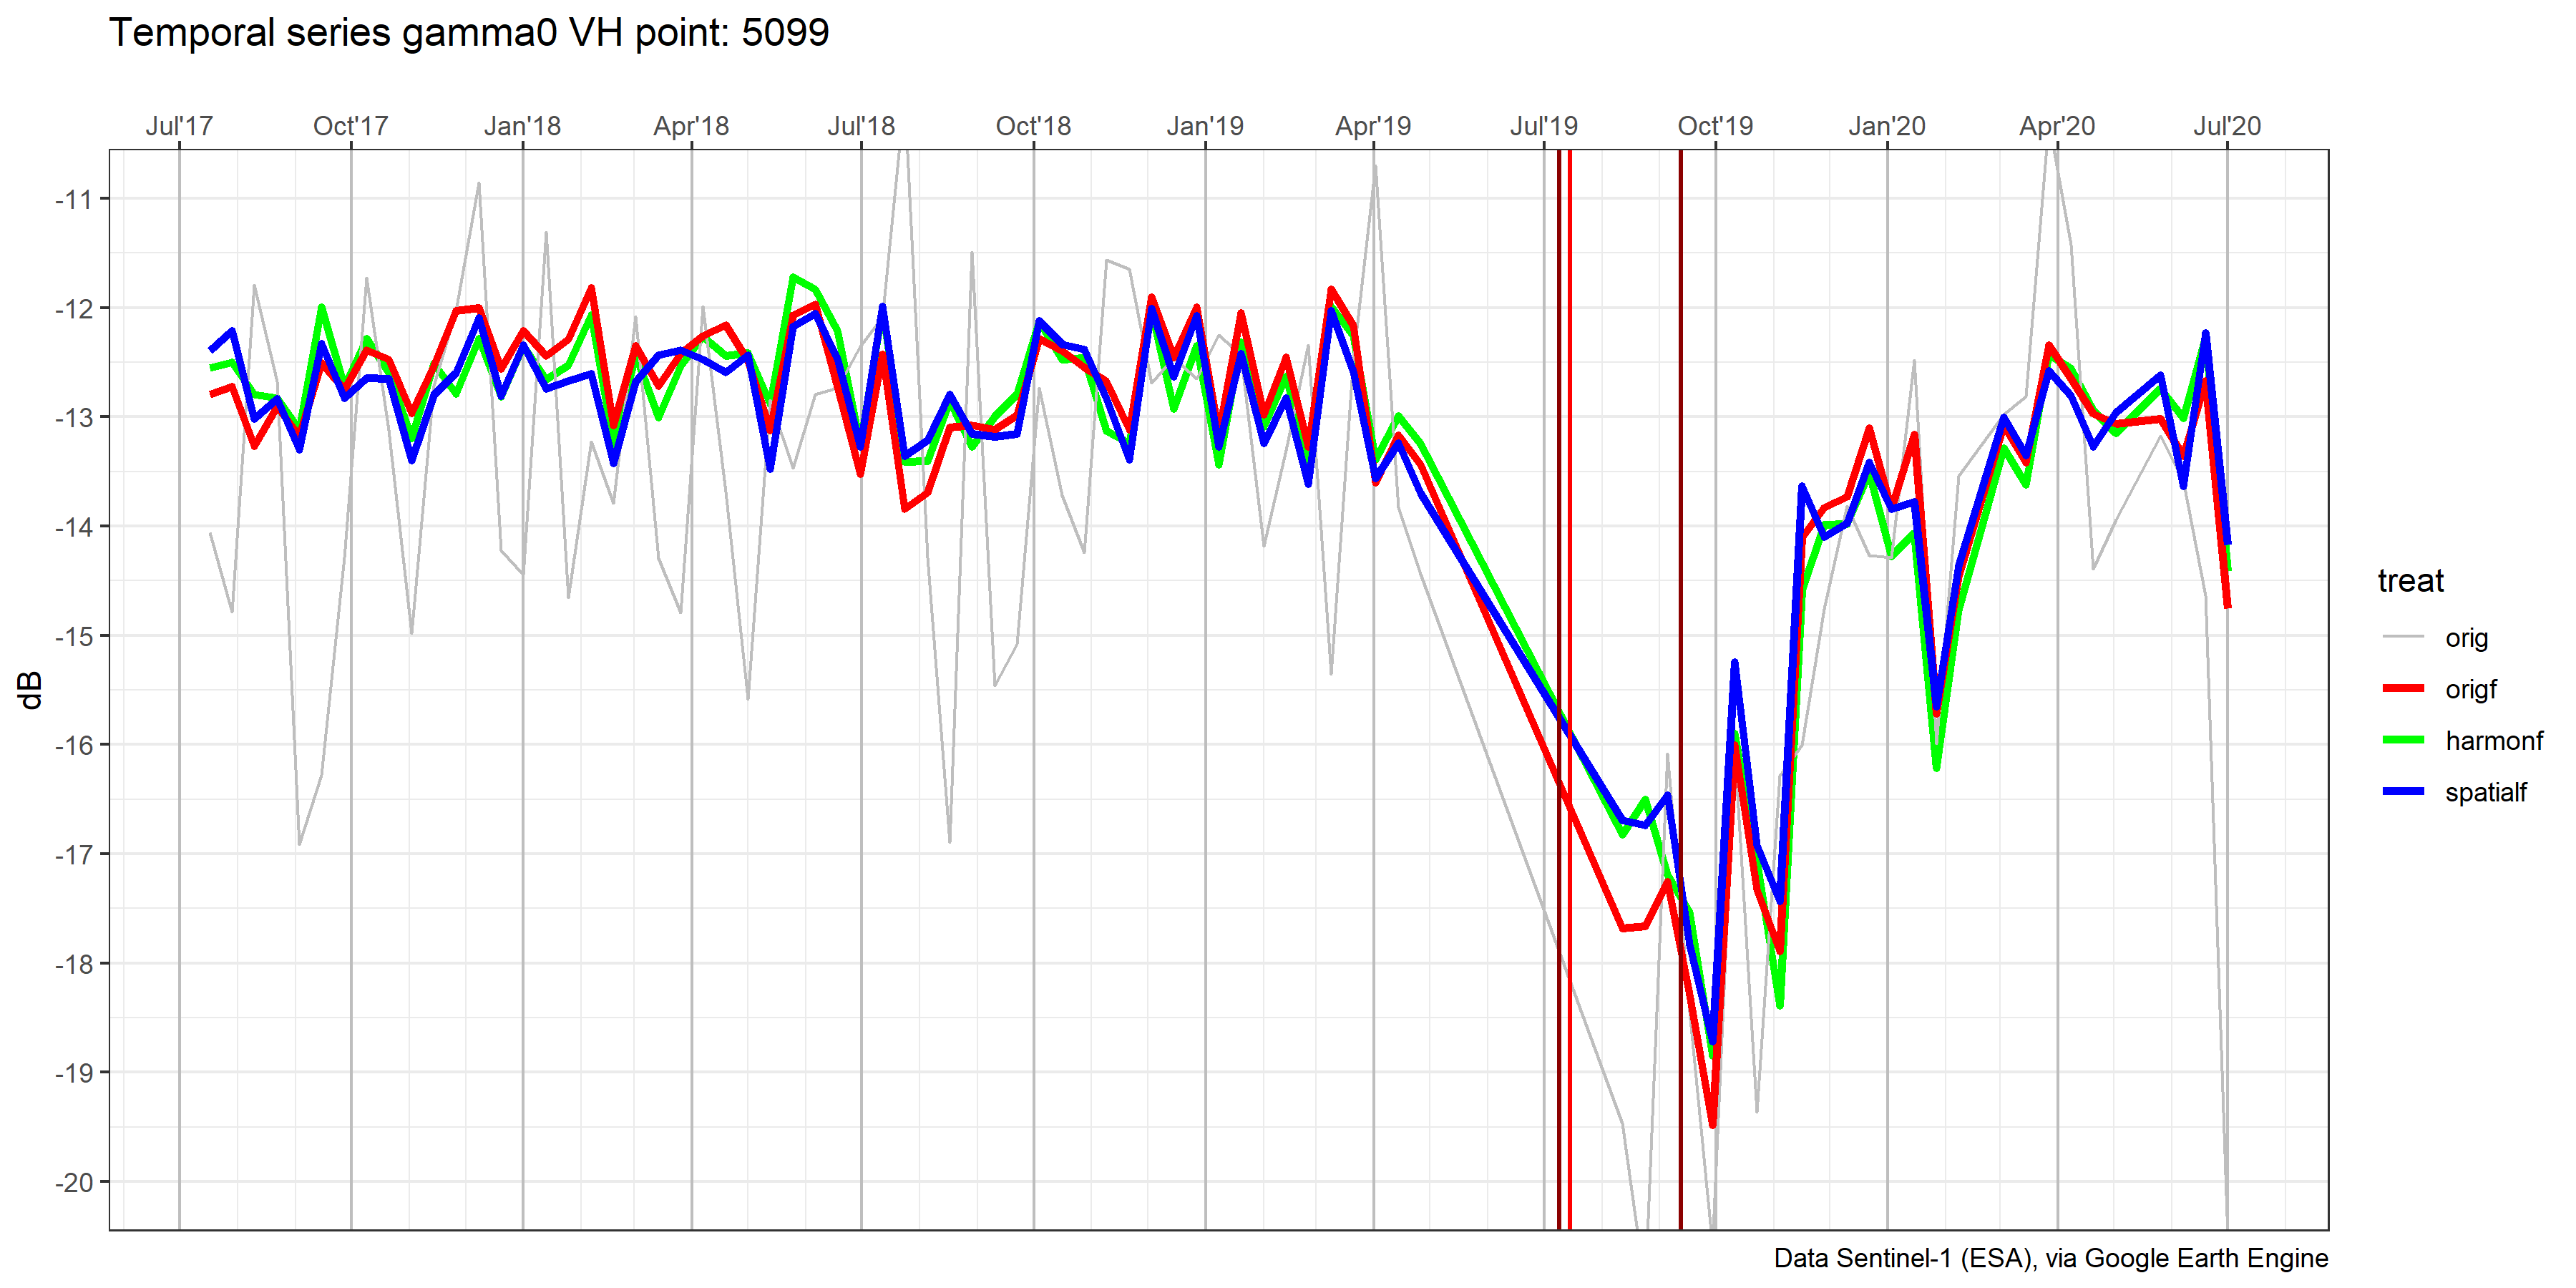 Temporal series gamma0 VH point: 5099
Jul'17 Oct'17 Jan'18 Apr'18 Jul'18 Oct'18 Jan'19 Apr'19 Jul'19 Oct'19 Jan'20 Apr'20 Jul'20
-11
-12
-13
-14
-15
-16
-17
-18
-19
-20
dB
treat
orig
origf
harmonf
spatialf
Data Sentinel-1 (ESA), via Google Earth Engine